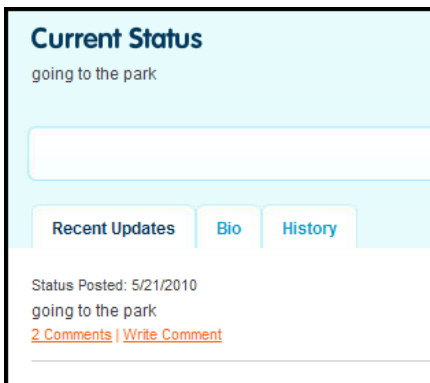 Current Status
going to the park
Recent Updates Bio History
Status Posted: 5/21/2010
going to the park
2 Comments | Write Comment